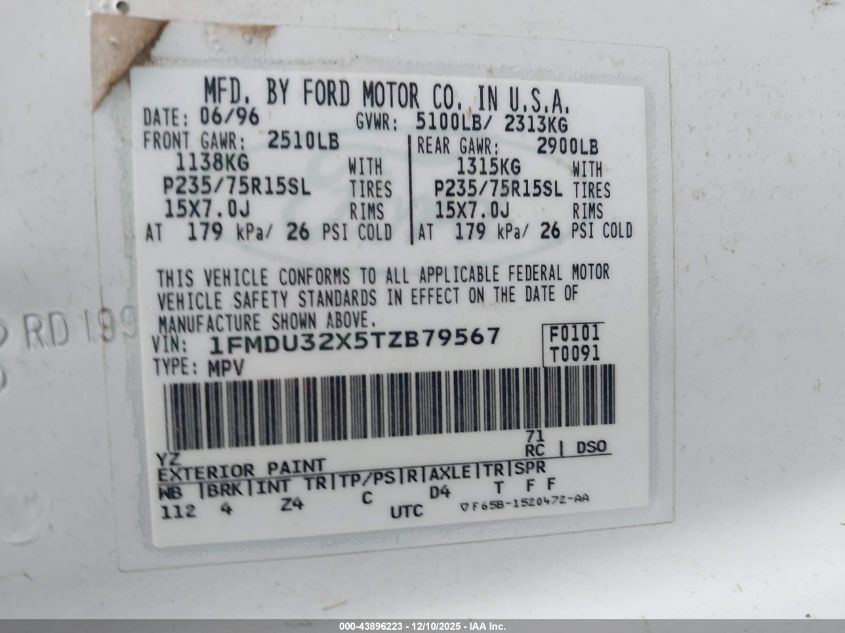 MFD. BY FORD MOTOR CO. IN U.S.A.
DATE: 06/96 GVWR: 5100LB/ 2313KG
FRONT GAWR: 2510LB REAR GAWR: 2900LB
1138KG WITH 1315KG WITH
P235/75R15SL TIRES P235/75R15SL TIRES
15X7.0J RIMS 15X7.0J RIMS
AT 179 kPa/ 26 PSI COLD AT 179 kPa/ 26 PSI COLD
THIS VEHICLE CONFORMS TO ALL APPLICABLE FEDERAL MOTOR
VEHICLE SAFETY STANDARDS IN EFFECT ON THE DATE OF
MANUFACTURE SHOWN ABOVE.
RD 199
VIN: 1FMDU32X5TZB79567 F0101
TYPE: MPV T0091
YZ 71
EXTERIOR PAINT RC | DSO
WB |BRK|INT TR|TP/PS|R|AXLE|TR|SPR
112 4 Z4 C D4 T F F
UTC ▽F65B-1520472-AA
000-43896223 - 12/10/2025 - IAA Inc.